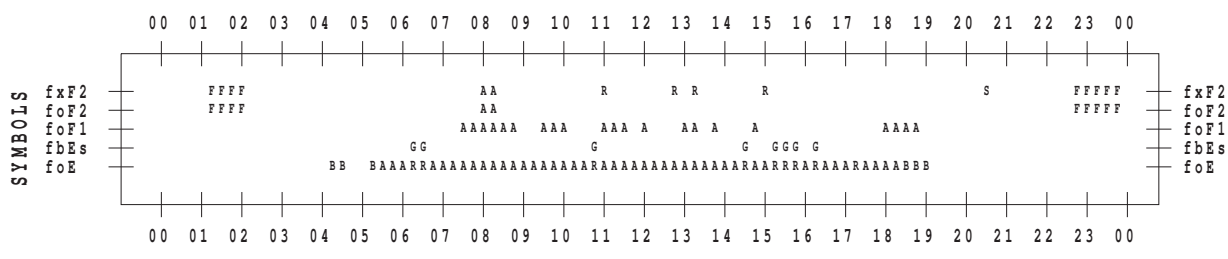 00 01 02 03 04 05 06 07 08 09 10 11 12 13 14 15 16 17 18 19 20 21 22 23 00
SYMBOLS
fxF2 FFFF AA R R R R S FFFFF fxF2
foF2 FFFF AA FFFFF foF2
foF1 AAAAAA AAA AAA A AA A A AAAA foF1
fbEs GG G G GGG G fbEs
foE BB AAAARRAAAAAAAAAAAAAAAARAAAAAAAAAAAAAARAARRRARAAARAAAABBB foE
00 01 02 03 04 05 06 07 08 09 10 11 12 13 14 15 16 17 18 19 20 21 22 23 00